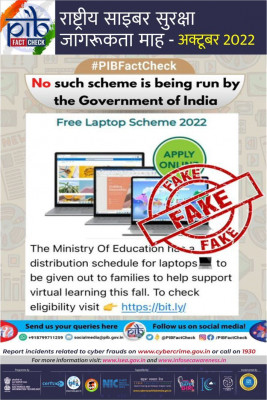 pib
FACT CHECK
राष्ट्रीय साइबर सुरक्षा
जागरूकता माह - अक्टूबर 2022
#PIBFactCheck
No such scheme is being run by
the Government of India
Free Laptop Scheme 2022
APPLY
ONLINE
FAKE
FAKE
FAKE
The Ministry Of Education has a
distribution schedule for laptops💻 to
be given out to families to help support
virtual learning this fall. To check
eligibility visit 👉 https://bit.ly/
Send us your queries here
Follow us on social media!
+918799711259
socialmedia@pib.gov.in
@PIBFactCheck
/PIBFactCheck
Report incidents related to cyber frauds on www.cybercrime.gov.in or call on 1930
For more information visit: www.isea.gov.in and www.infosecawareness.in